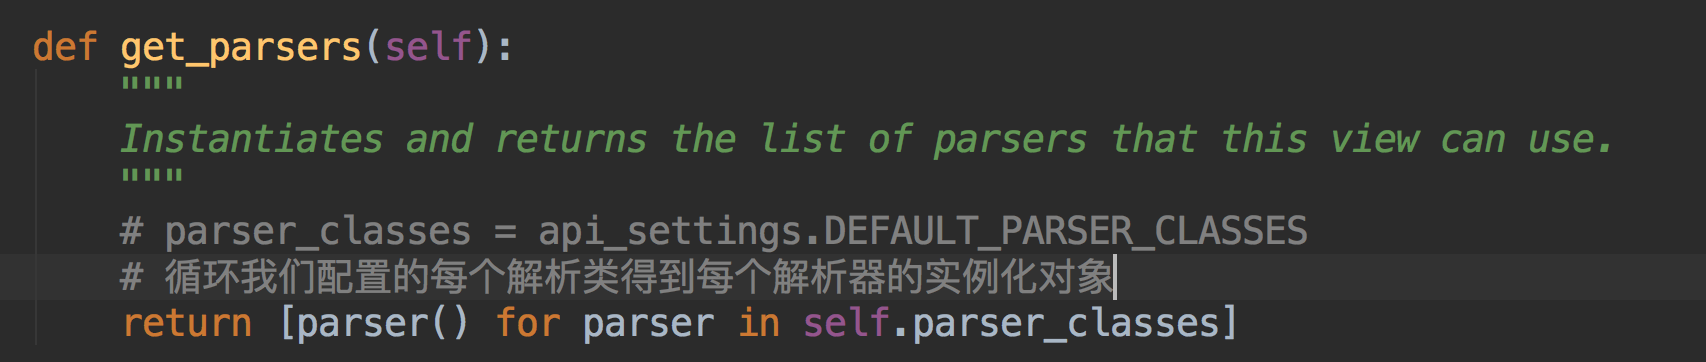 def get_parsers(self):
"""
Instantiates and returns the list of parsers that this view can use.
"""
# parser_classes = api_settings.DEFAULT_PARSER_CLASSES
# 循环我们配置的每个解析类得到每个解析器的实例化对象
return [parser() for parser in self.parser_classes]